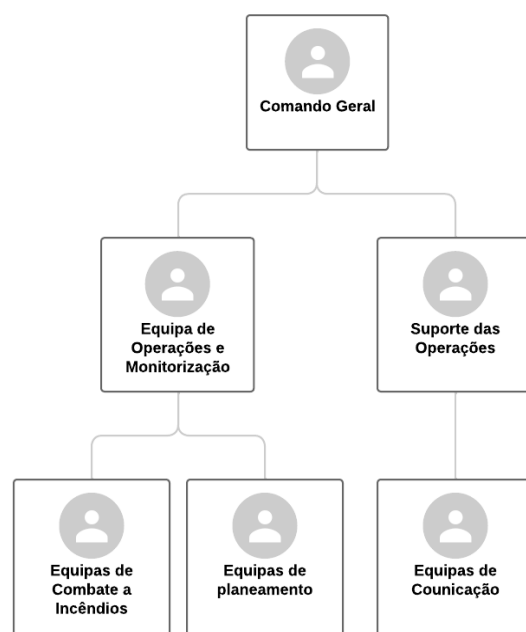 Comando Geral
Equipa de
Operações e
Monitorização
Suporte das
Operações
Equipas de
Combate a
Incêndios
Equipas de
planeamento
Equipas de
Counicação